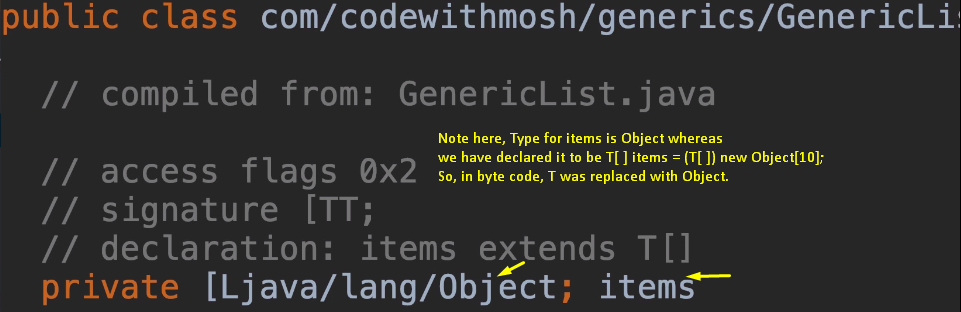 public class com/codewithmosh/generics/GenericLis
// compiled from: GenericList.java
Note here, Type for items is Object whereas
we have declared it to be T[ ] items = (T[ ]) new Object[10];
So, in byte code, T was replaced with Object.
// access flags 0x2
// signature [TT;
// declaration: items extends T[]
private [Ljava/lang/Object; items